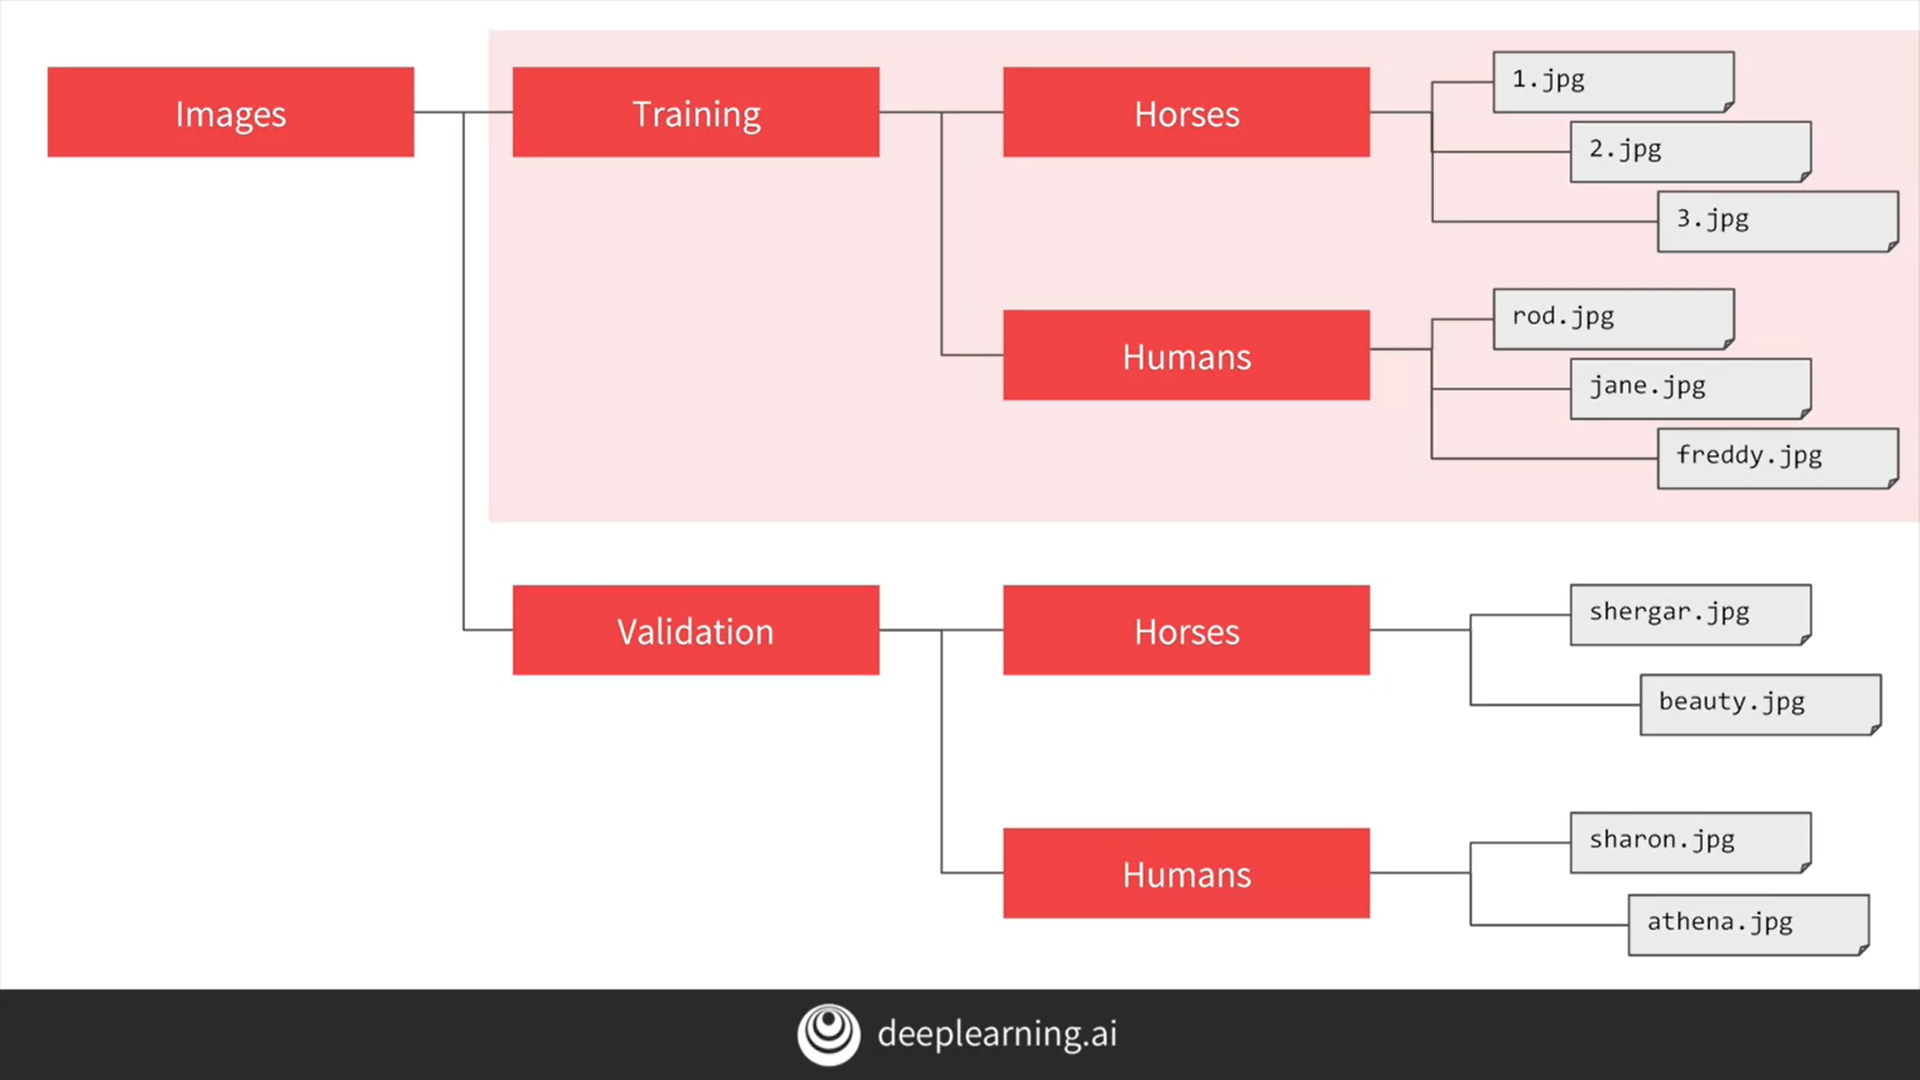 Images
Training
Horses
1.jpg
2.jpg
3.jpg
Humans
rod.jpg
jane.jpg
freddy.jpg
Validation
Horses
shergar.jpg
beauty.jpg
Humans
sharon.jpg
athena.jpg
deeplearning.ai